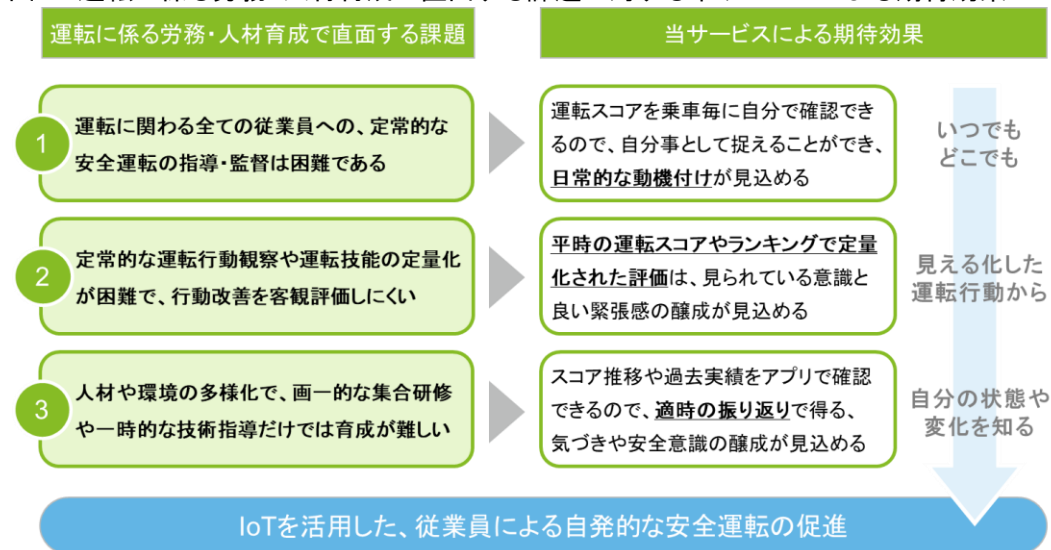 運転に係る労務・人材育成で直面する課題
当サービスによる期待効果
1
運転に関わる全ての従業員への、定常的な
安全運転の指導・監督は困難である
運転スコアを乗車毎に自分で確認でき
るので、自分事として捉えることができ、
日常的な動機付けが見込める
いつでも
どこでも
2
定常的な運転行動観察や運転技能の定量化
が困難で、行動改善を客観評価しにくい
平時の運転スコアやランキングで定量
化された評価は、見られている意識と
良い緊張感の醸成が見込める
見える化した
運転行動から
3
人材や環境の多様化で、画一的な集合研修
や一時的な技術指導だけでは育成が難しい
スコア推移や過去実績をアプリで確認
できるので、適時の振り返りで得る、
気づきや安全意識の醸成が見込める
自分の状態や
変化を知る
IoTを活用した、従業員による自発的な安全運転の促進